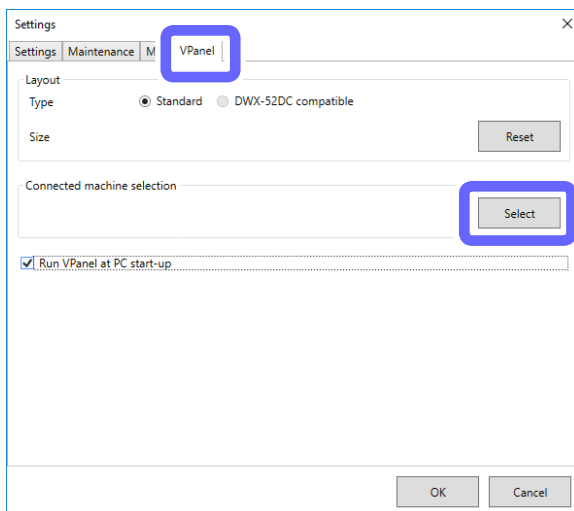 Settings
Settings Maintenance M VPanel
Layout
Type Standard DWX-52DC compatible
Size Reset
Connected machine selection
Select
Run VPanel at PC start-up
OK Cancel